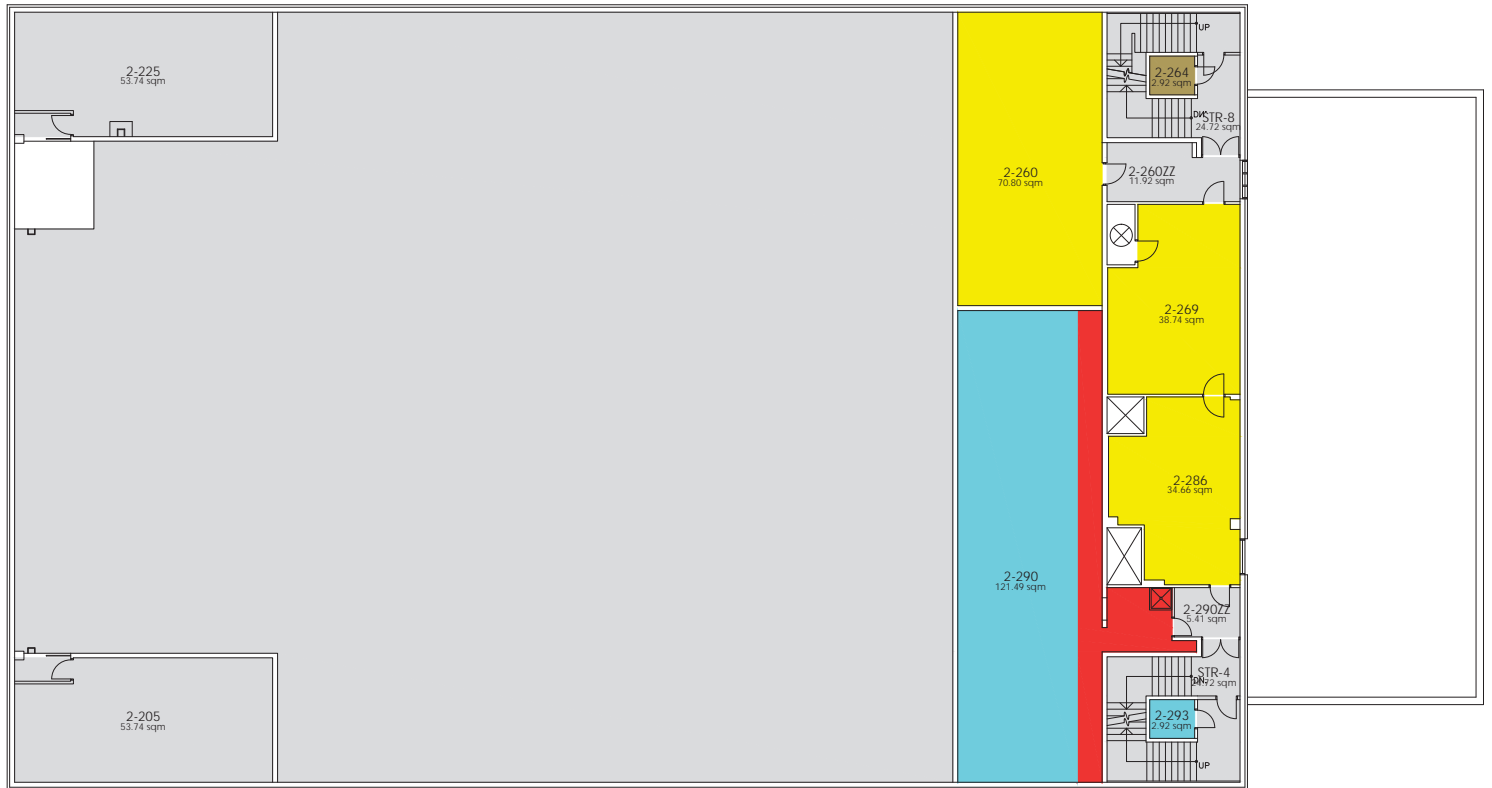 2-225
53.74 sqm
UP
2-264
2.92 sqm
STR-8
24.72 sqm
2-260
70.80 sqm
2-260ZZ
11.92 sqm
2-269
38.74 sqm
2-286
34.66 sqm
2-290
121.49 sqm
2-290ZZ
5.41 sqm
STR-4
2-205
53.74 sqm
2-293
2.92 sqm
UP